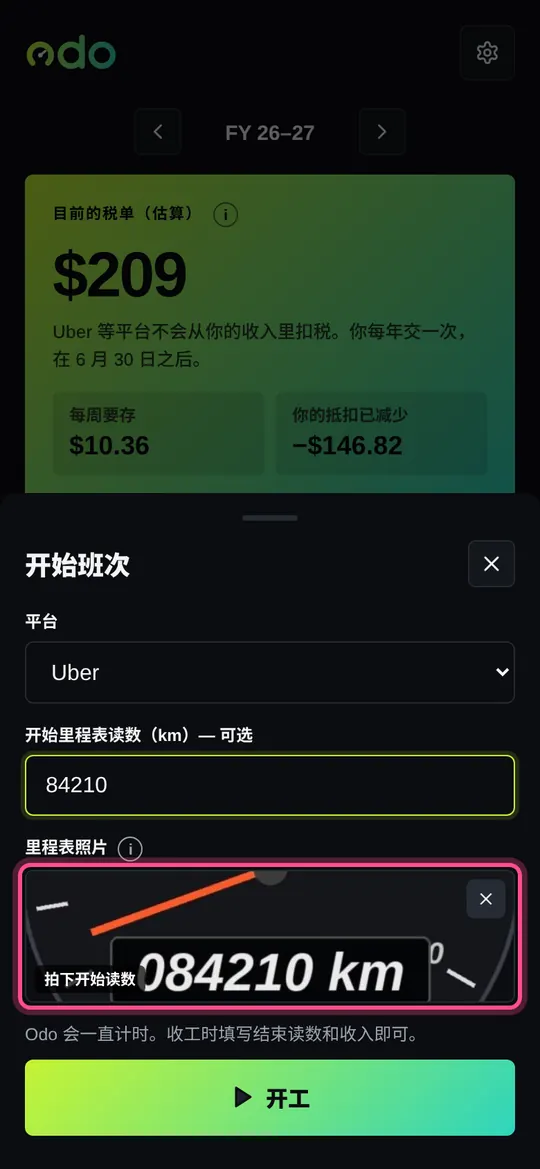 odo
FY 26–27
目前的税单（估算） i
$209
Uber 等平台不会从你的收入里扣税。你每年交一次，
在 6 月 30 日之后。
每周要存
$10.36
你的抵扣已减少
−$146.82
开始班次
平台
Uber
开始里程表读数（km）— 可选
84210
里程表照片 i
0
084210 km
拍下开始读数
Odo 会一直计时。收工时填写结束读数和收入即可。
开工